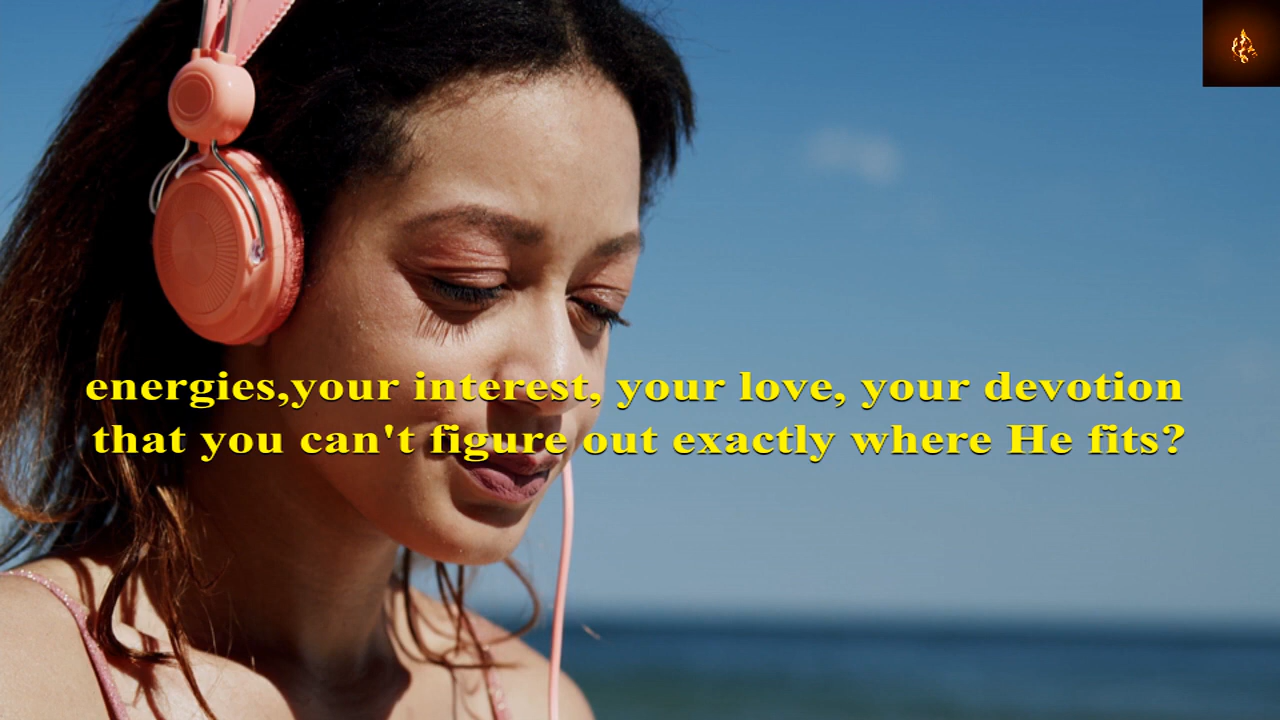 energies,your interest, your love, your devotion
that you can't figure out exactly where He fits?